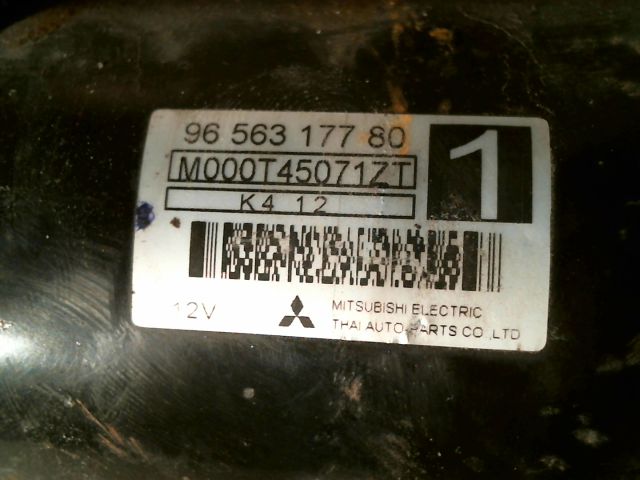 96 563 177 80
1
M000T45071ZT
K4 12
12V
MITSUBISHI ELECTRIC
THAI AUTO-PARTS CO.,LTD